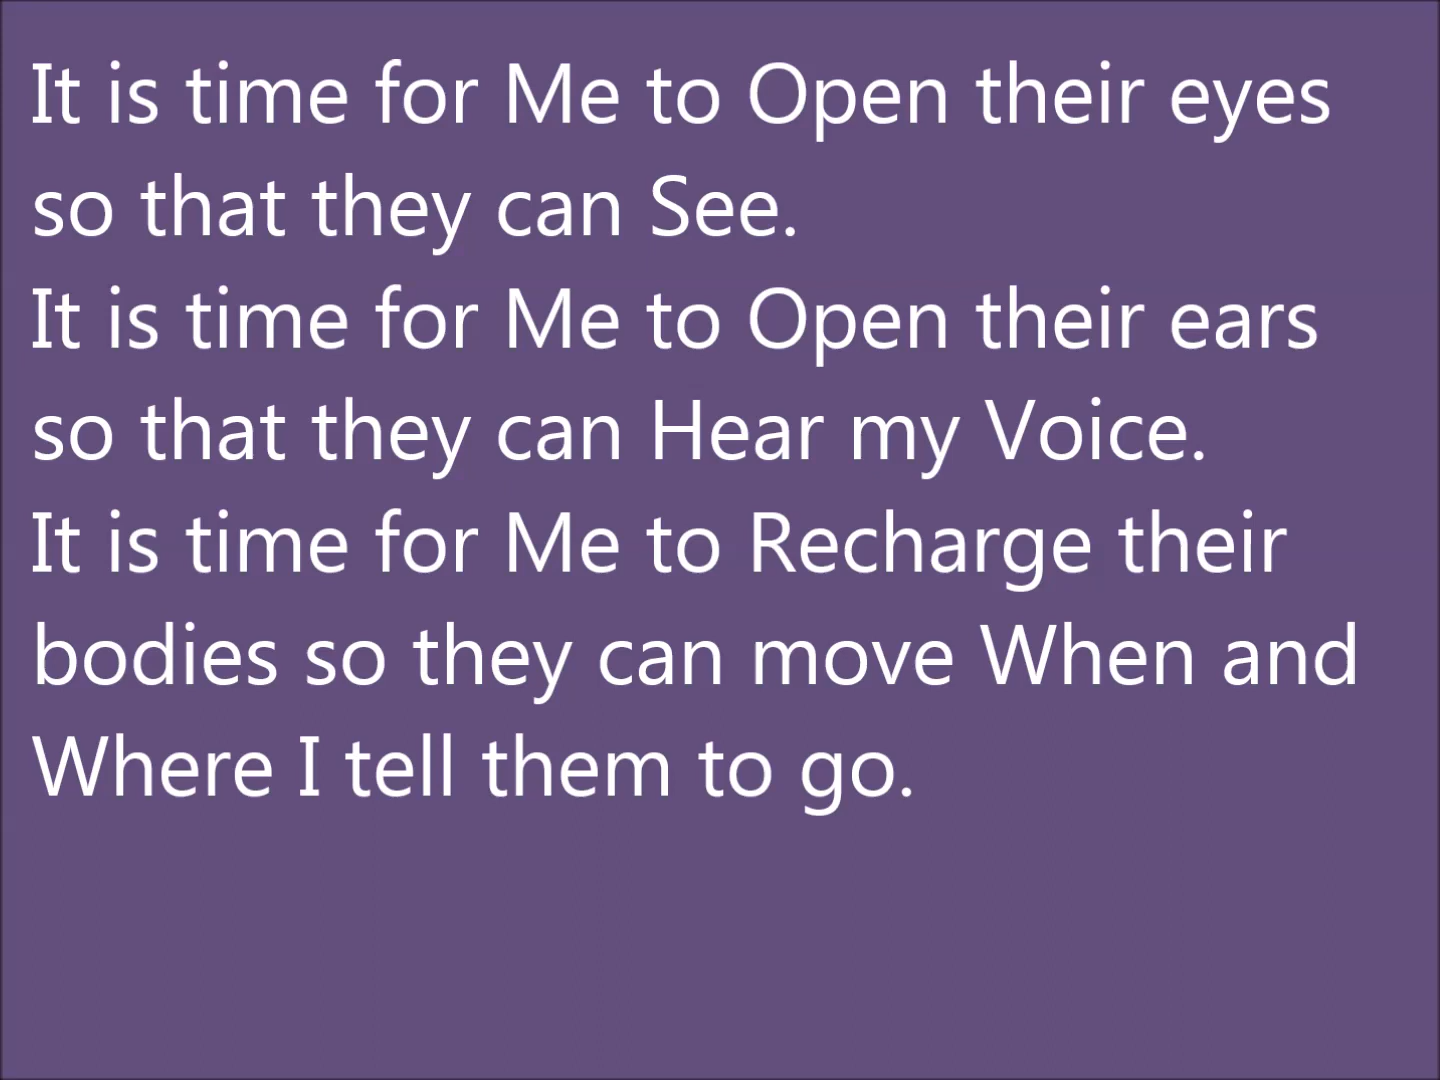 It is time for Me to Open their eyes
so that they can See.
It is time for Me to Open their ears
so that they can Hear my Voice.
It is time for Me to Recharge their
bodies so they can move When and
Where I tell them to go.